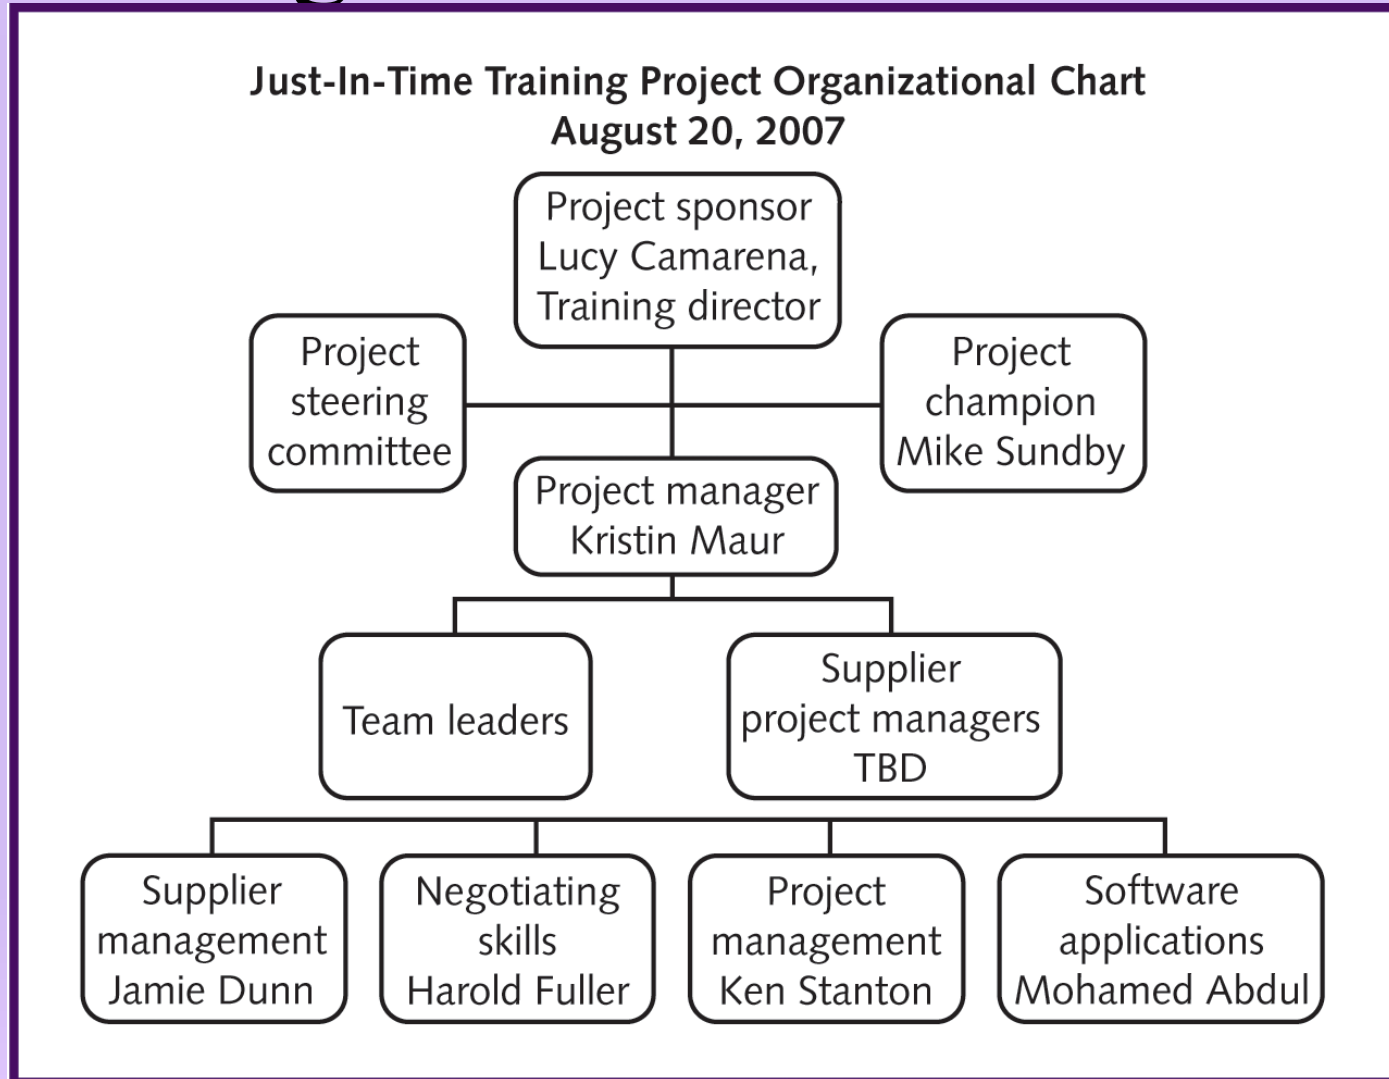 Just-In-Time Training Project Organizational Chart
August 20, 2007
Project sponsor
Lucy Camarena,
Training director
Project
steering
committee
Project
champion
Mike Sundby
Project manager
Kristin Maur
Team leaders
Supplier
project managers
TBD
Supplier
management
Jamie Dunn
Negotiating
skills
Harold Fuller
Project
management
Ken Stanton
Software
applications
Mohamed Abdul